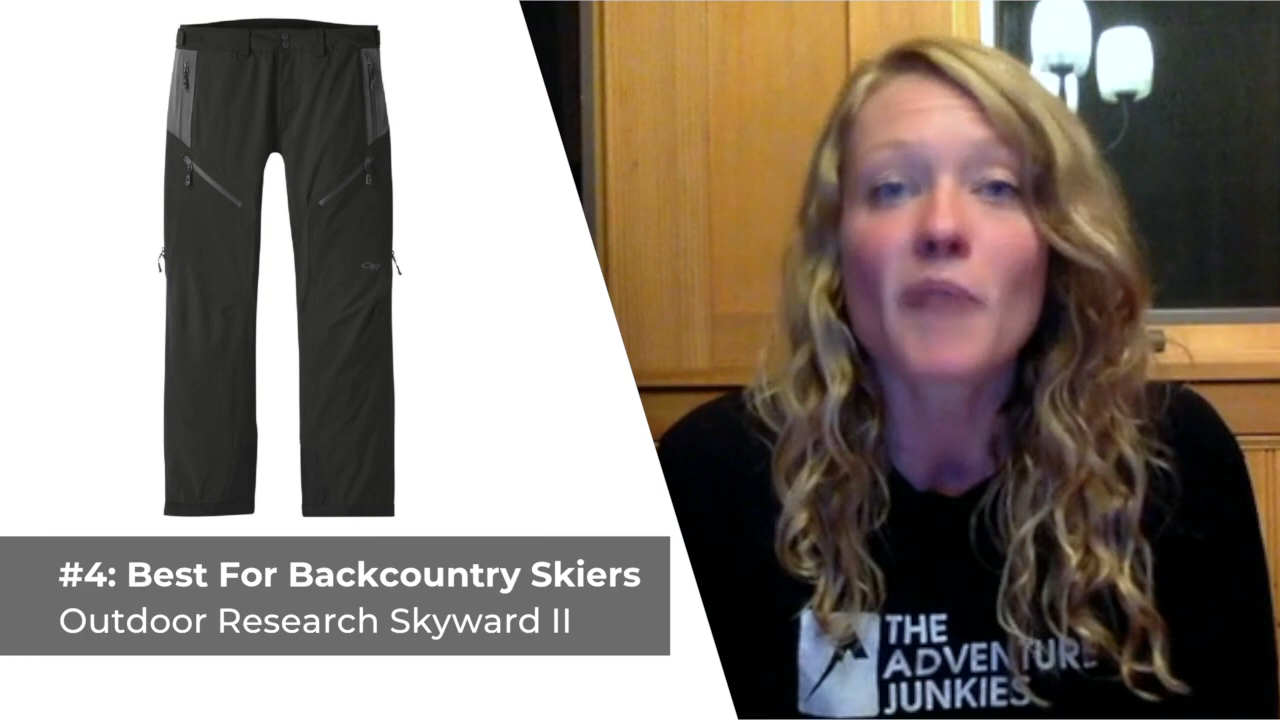 #4: Best For Backcountry Skiers
Outdoor Research Skyward II
THE
ADVENTURE
JUNKIES